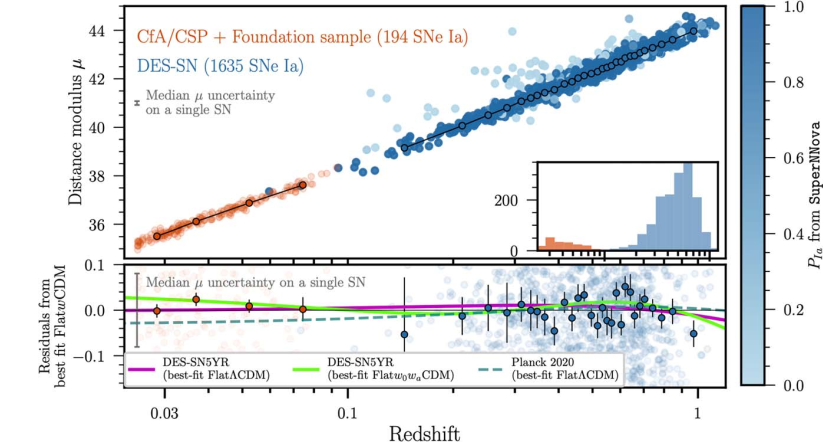 44
42
40
38
36
Distance modulus μ
CfA/CSP + Foundation sample (194 SNe Ia)
DES-SN (1635 SNe Ia)
Median μ uncertainty
on a single SN
200
0
1.0
0.8
0.6
0.4
0.2
0.0
P_Ia from SuperNNova
0.1
0.0
−0.1
Residuals from
best fit FlatwCDM
Median μ uncertainty on a single SN
DES-SN5YR
(best-fit FlatΛCDM)
DES-SN5YR
(best-fit Flatw₀wₐCDM)
Planck 2020
(best-fit FlatΛCDM)
0.03
0.1
1
Redshift